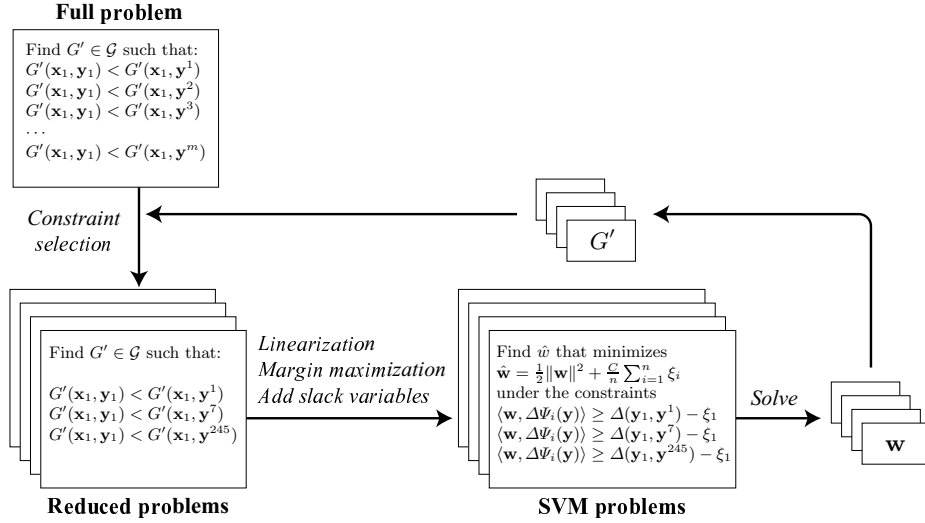 Full problem
Find G′ ∈ 𝒢 such that:
G′(x₁, y₁) < G′(x₁, y¹)
G′(x₁, y₁) < G′(x₁, y²)
G′(x₁, y₁) < G′(x₁, y³)
⋯
G′(x₁, y₁) < G′(x₁, yᵐ)
Constraint
selection
G′
Find G′ ∈ 𝒢 such that:
G′(x₁, y₁) < G′(x₁, y¹)
G′(x₁, y₁) < G′(x₁, y⁷)
G′(x₁, y₁) < G′(x₁, y²⁴⁵)
Reduced problems
Linearization
Margin maximization
Add slack variables
Find ŵ that minimizes
ŵ = ½‖w‖² + C/n ∑ⁿᵢ₌₁ ξᵢ
under the constraints
⟨w, ΔΨᵢ(y)⟩ ≥ Δ(y₁, y¹) − ξ₁
⟨w, ΔΨᵢ(y)⟩ ≥ Δ(y₁, y⁷) − ξ₁
⟨w, ΔΨᵢ(y)⟩ ≥ Δ(y₁, y²⁴⁵) − ξ₁
SVM problems
Solve
w